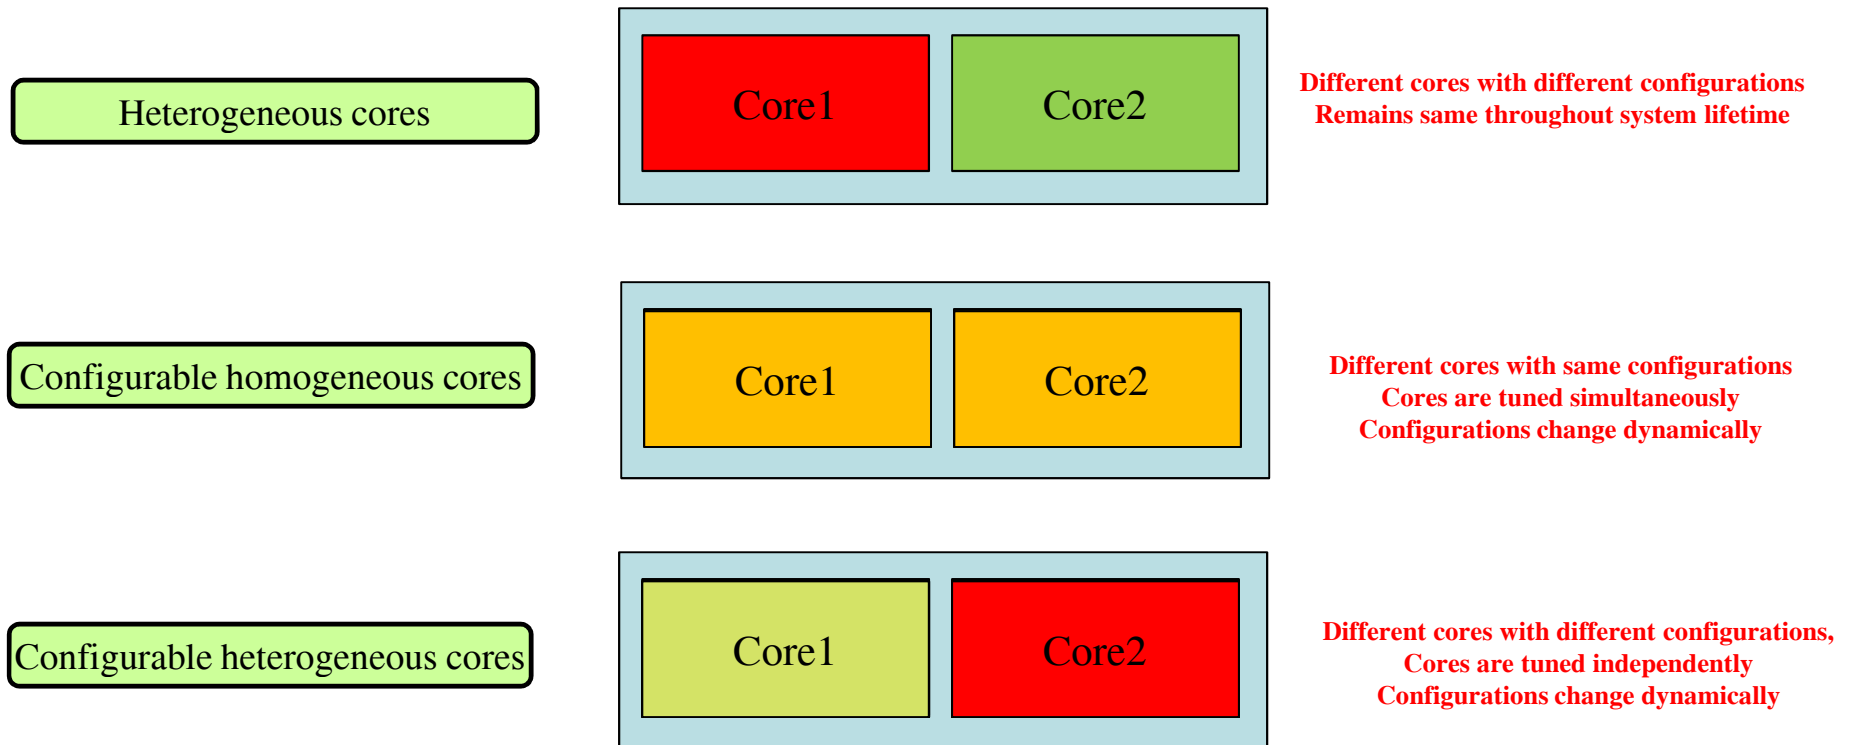 Heterogeneous cores
Core1
Core2
Different cores with different configurations
Remains same throughout system lifetime
Configurable homogeneous cores
Core1
Core2
Different cores with same configurations
Cores are tuned simultaneously
Configurations change dynamically
Configurable heterogeneous cores
Core1
Core2
Different cores with different configurations,
Cores are tuned independently
Configurations change dynamically